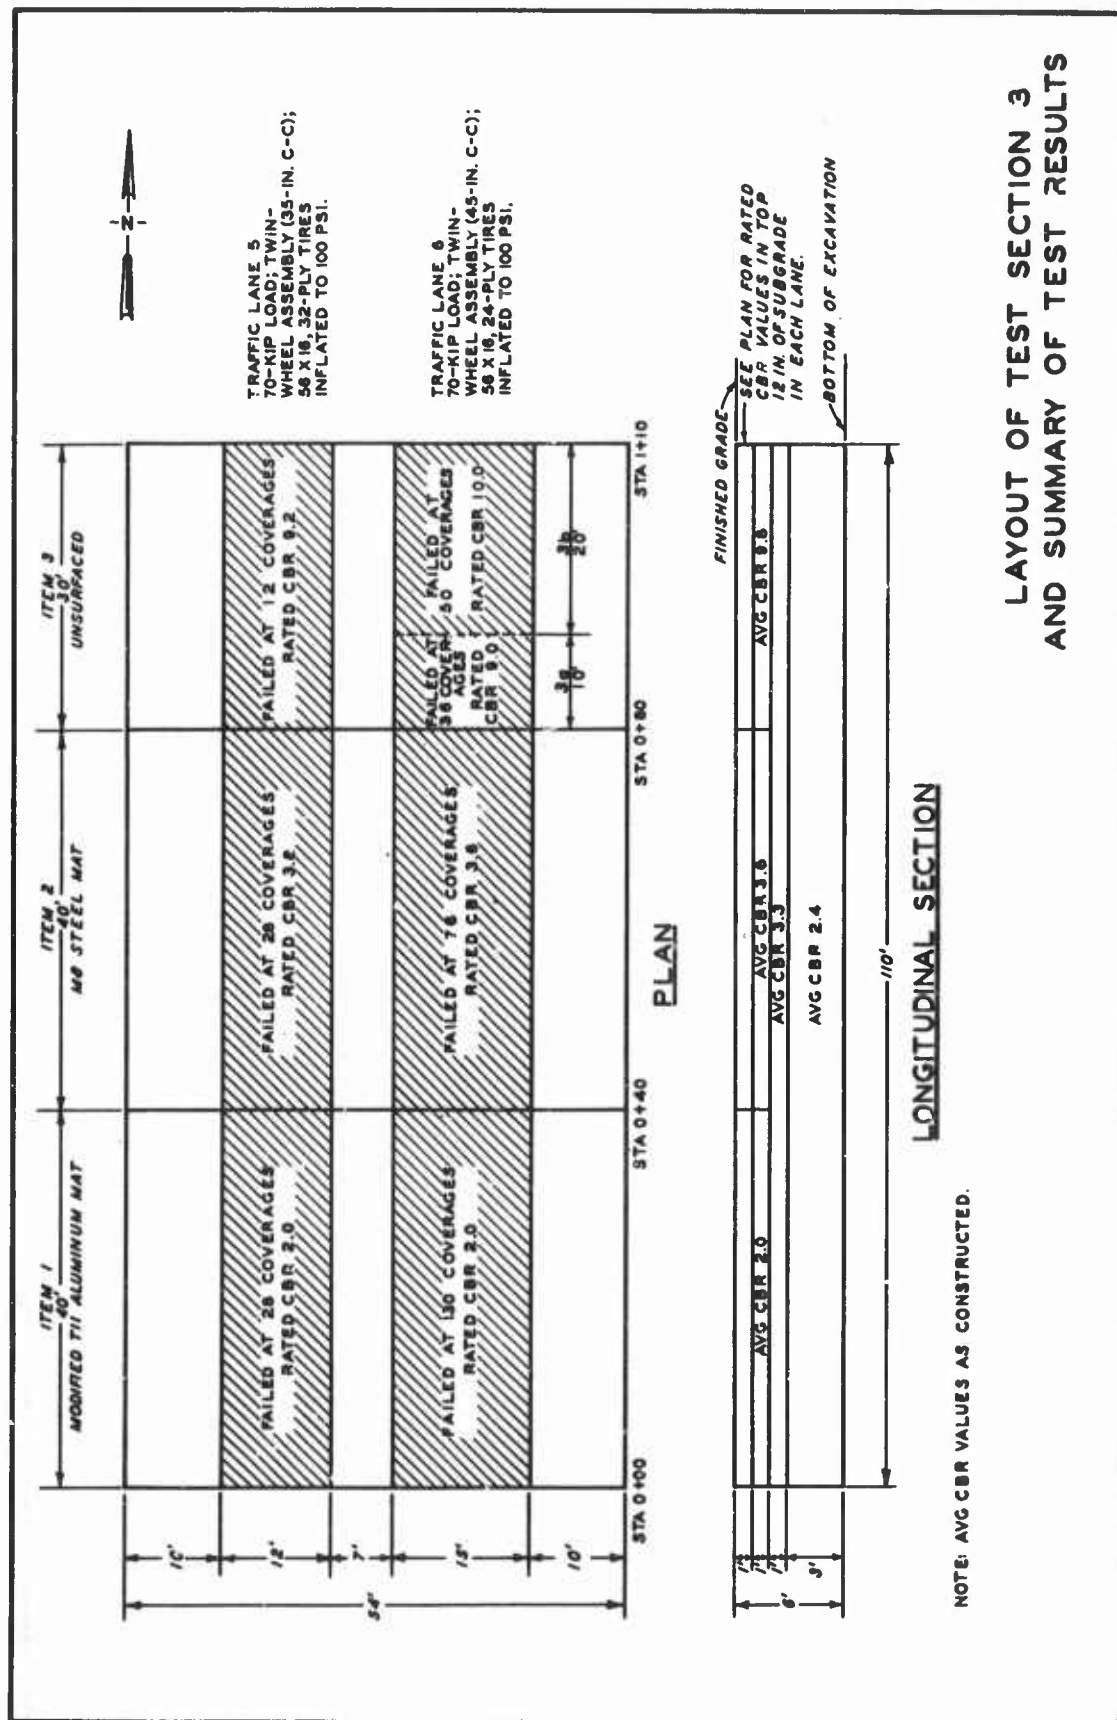 ITEM 1
40'
MODIFIED T11 ALUMINUM MAT
ITEM 2
40'
M8 STEEL MAT
ITEM 3
30'
UNSURFACED
N
10'
12'
7'
15'
10'
54'
FAILED AT 28 COVERAGES
RATED CBR 2.0
FAILED AT 28 COVERAGES
RATED CBR 3.2
FAILED AT 12 COVERAGES
RATED CBR 9.2
TRAFFIC LANE 5
70-KIP LOAD; TWIN-
WHEEL ASSEMBLY (35-IN. C-C);
56 X 16, 32-PLY TIRES
INFLATED TO 100 PSI.
FAILED AT 130 COVERAGES
RATED CBR 2.0
FAILED AT 76 COVERAGES
RATED CBR 3.6
FAILED AT
36 COVER-
AGES
RATED
CBR 9.0
FAILED AT
50 COVERAGES
RATED CBR 10.0
TRAFFIC LANE 6
70-KIP LOAD; TWIN-
WHEEL ASSEMBLY (45-IN. C-C);
56 X 16, 24-PLY TIRES
INFLATED TO 100 PSI.
3a
10'
3b
20'
STA 0+00
STA 0+40
STA 0+80
STA 1+10
PLAN
FINISHED GRADE
SEE PLAN FOR RATED
CBR VALUES IN TOP
12 IN. OF SUBGRADE
IN EACH LANE.
BOTTOM OF EXCAVATION
1'
1'
1'
3'
6'
AVG CBR 2.0
AVG CBR 3.6
AVG CBR 3.3
AVG CBR 2.4
110'
LONGITUDINAL SECTION
NOTE: AVG CBR VALUES AS CONSTRUCTED.
LAYOUT OF TEST SECTION 3
AND SUMMARY OF TEST RESULTS